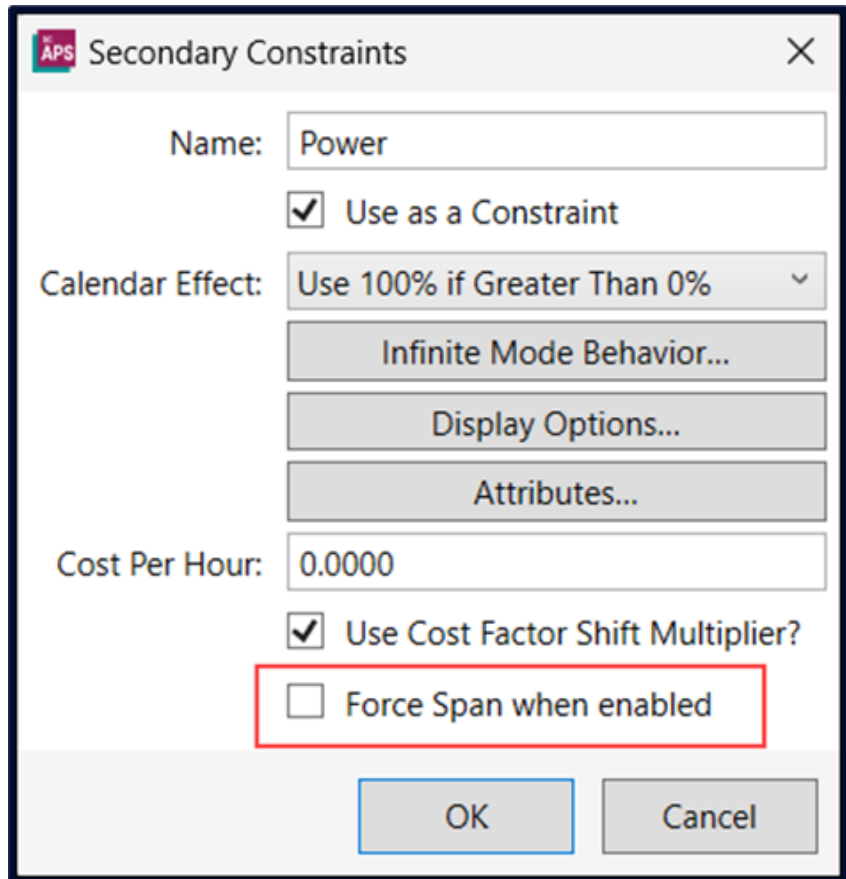 SC
APS Secondary Constraints
Name: Power
Use as a Constraint
Calendar Effect: Use 100% if Greater Than 0%
Infinite Mode Behavior...
Display Options...
Attributes...
Cost Per Hour: 0.0000
Use Cost Factor Shift Multiplier?
Force Span when enabled
OK Cancel